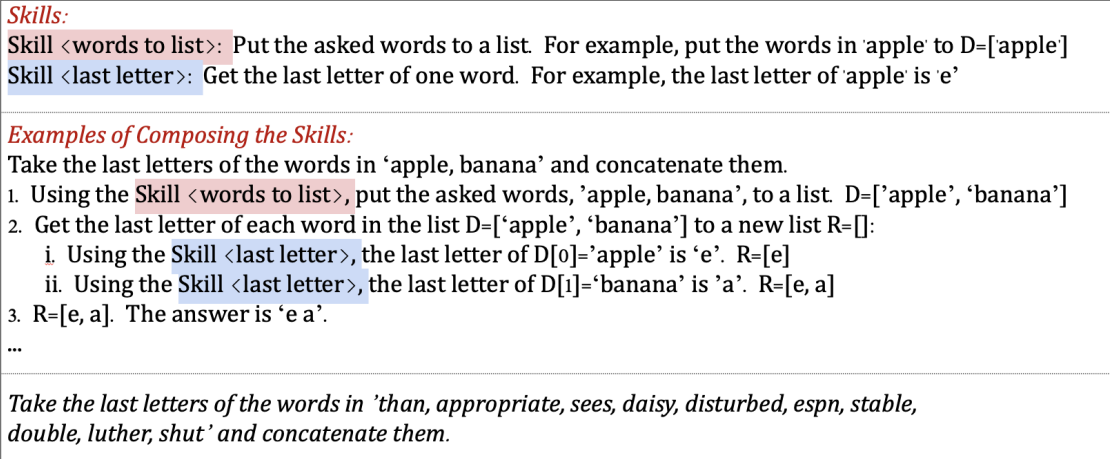 Skills:
Skill <words to list>: Put the asked words to a list. For example, put the words in 'apple' to D=['apple']
Skill <last letter>: Get the last letter of one word. For example, the last letter of 'apple' is 'e’
Examples of Composing the Skills:
Take the last letters of the words in ‘apple, banana’ and concatenate them.
1. Using the Skill <words to list>, put the asked words, ’apple, banana’, to a list. D=[’apple’, ‘banana’]
2. Get the last letter of each word in the list D=[‘apple’, ‘banana’] to a new list R=[]:
i. Using the Skill <last letter>, the last letter of D[0]=’apple’ is ‘e’. R=[e]
ii. Using the Skill <last letter>, the last letter of D[1]=‘banana’ is ’a’. R=[e, a]
3. R=[e, a]. The answer is ‘e a’.
...
Take the last letters of the words in ’than, appropriate, sees, daisy, disturbed, espn, stable,
double, luther, shut’ and concatenate them.